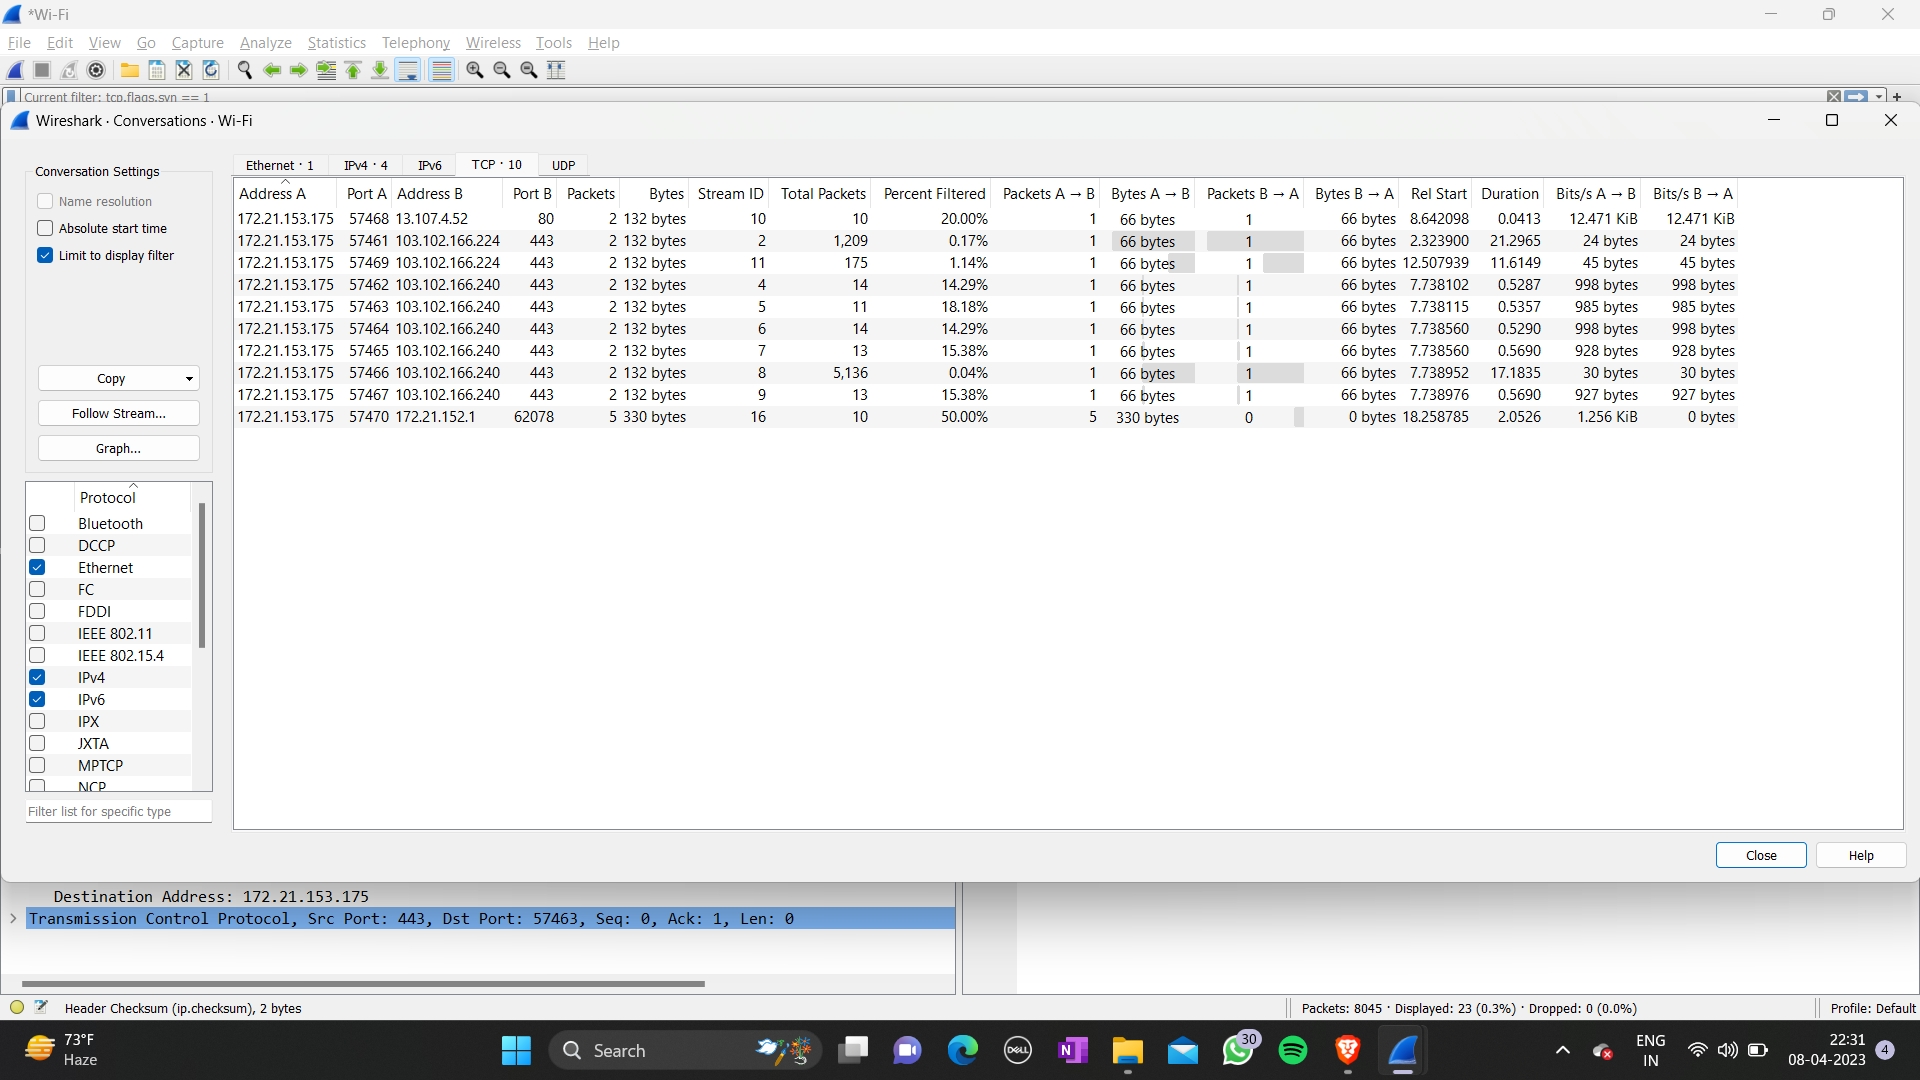 *Wi-Fi
File Edit View Go Capture Analyze Statistics Telephony Wireless Tools Help
Current filter: tcp.flags.syn == 1
Wireshark · Conversations · Wi-Fi
Conversation Settings
Name resolution
Absolute start time
Limit to display filter
Copy
Follow Stream...
Graph...
Protocol
Bluetooth
DCCP
Ethernet
FC
FDDI
IEEE 802.11
IEEE 802.15.4
IPv4
IPv6
IPX
JXTA
MPTCP
NCP
Filter list for specific type
Ethernet · 1 IPv4 · 4 IPv6 TCP · 10 UDP
Address A Port A Address B Port B Packets Bytes Stream ID Total Packets Percent Filtered Packets A → B Bytes A → B Packets B → A Bytes B → A Rel Start Duration Bits/s A → B Bits/s B → A
172.21.153.175 57468 13.107.4.52 80 2 132 bytes 10 10 20.00% 1 66 bytes 1 66 bytes 8.642098 0.0413 12.471 KiB 12.471 KiB
172.21.153.175 57461 103.102.166.224 443 2 132 bytes 2 1,209 0.17% 1 66 bytes 1 66 bytes 2.323900 21.2965 24 bytes 24 bytes
172.21.153.175 57469 103.102.166.224 443 2 132 bytes 11 175 1.14% 1 66 bytes 1 66 bytes 12.507939 11.6149 45 bytes 45 bytes
172.21.153.175 57462 103.102.166.240 443 2 132 bytes 4 14 14.29% 1 66 bytes 1 66 bytes 7.738102 0.5287 998 bytes 998 bytes
172.21.153.175 57463 103.102.166.240 443 2 132 bytes 5 11 18.18% 1 66 bytes 1 66 bytes 7.738115 0.5357 985 bytes 985 bytes
172.21.153.175 57464 103.102.166.240 443 2 132 bytes 6 14 14.29% 1 66 bytes 1 66 bytes 7.738560 0.5290 998 bytes 998 bytes
172.21.153.175 57465 103.102.166.240 443 2 132 bytes 7 13 15.38% 1 66 bytes 1 66 bytes 7.738560 0.5690 928 bytes 928 bytes
172.21.153.175 57466 103.102.166.240 443 2 132 bytes 8 5,136 0.04% 1 66 bytes 1 66 bytes 7.738952 17.1835 30 bytes 30 bytes
172.21.153.175 57467 103.102.166.240 443 2 132 bytes 9 13 15.38% 1 66 bytes 1 66 bytes 7.738976 0.5690 927 bytes 927 bytes
172.21.153.175 57470 172.21.152.1 62078 5 330 bytes 16 10 50.00% 5 330 bytes 0 0 bytes 18.258785 2.0526 1.256 KiB 0 bytes
Close Help
Destination Address: 172.21.153.175
Transmission Control Protocol, Src Port: 443, Dst Port: 57463, Seq: 0, Ack: 1, Len: 0
Header Checksum (ip.checksum), 2 bytes
Packets: 8045 · Displayed: 23 (0.3%) · Dropped: 0 (0.0%)
Profile: Default
73°F
Haze
Search
DELL
N
30
ENG
IN
22:31
08-04-2023
4